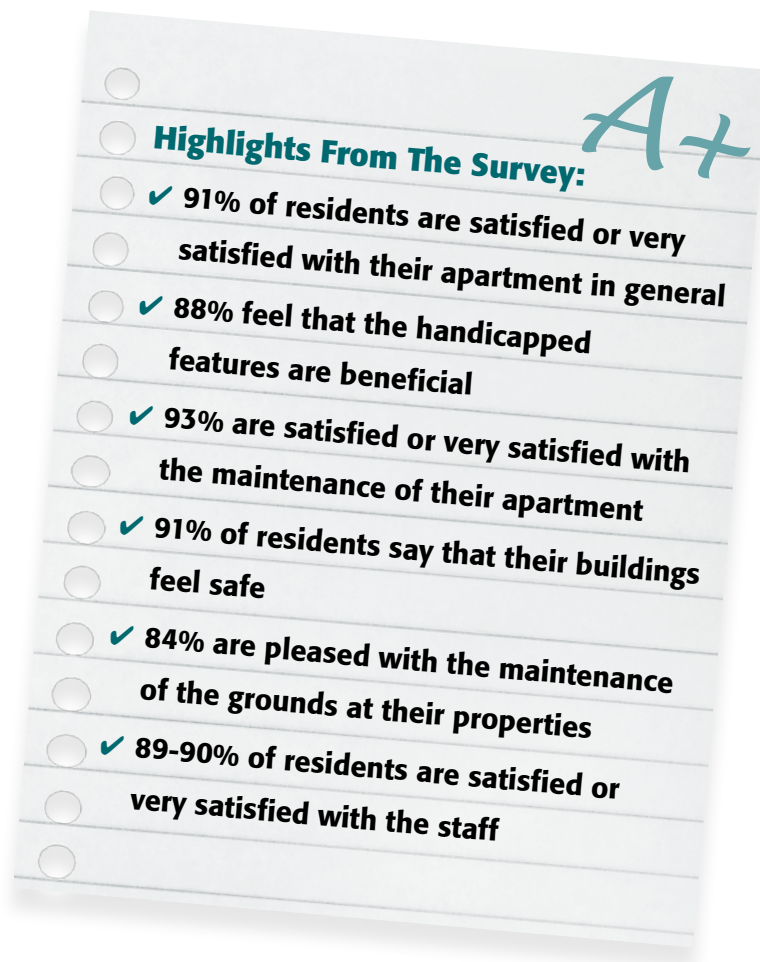 A+
Highlights From The Survey:
✔ 91% of residents are satisfied or very
satisfied with their apartment in general
✔ 88% feel that the handicapped
features are beneficial
✔ 93% are satisfied or very satisfied with
the maintenance of their apartment
✔ 91% of residents say that their buildings
feel safe
✔ 84% are pleased with the maintenance
of the grounds at their properties
✔ 89-90% of residents are satisfied or
very satisfied with the staff